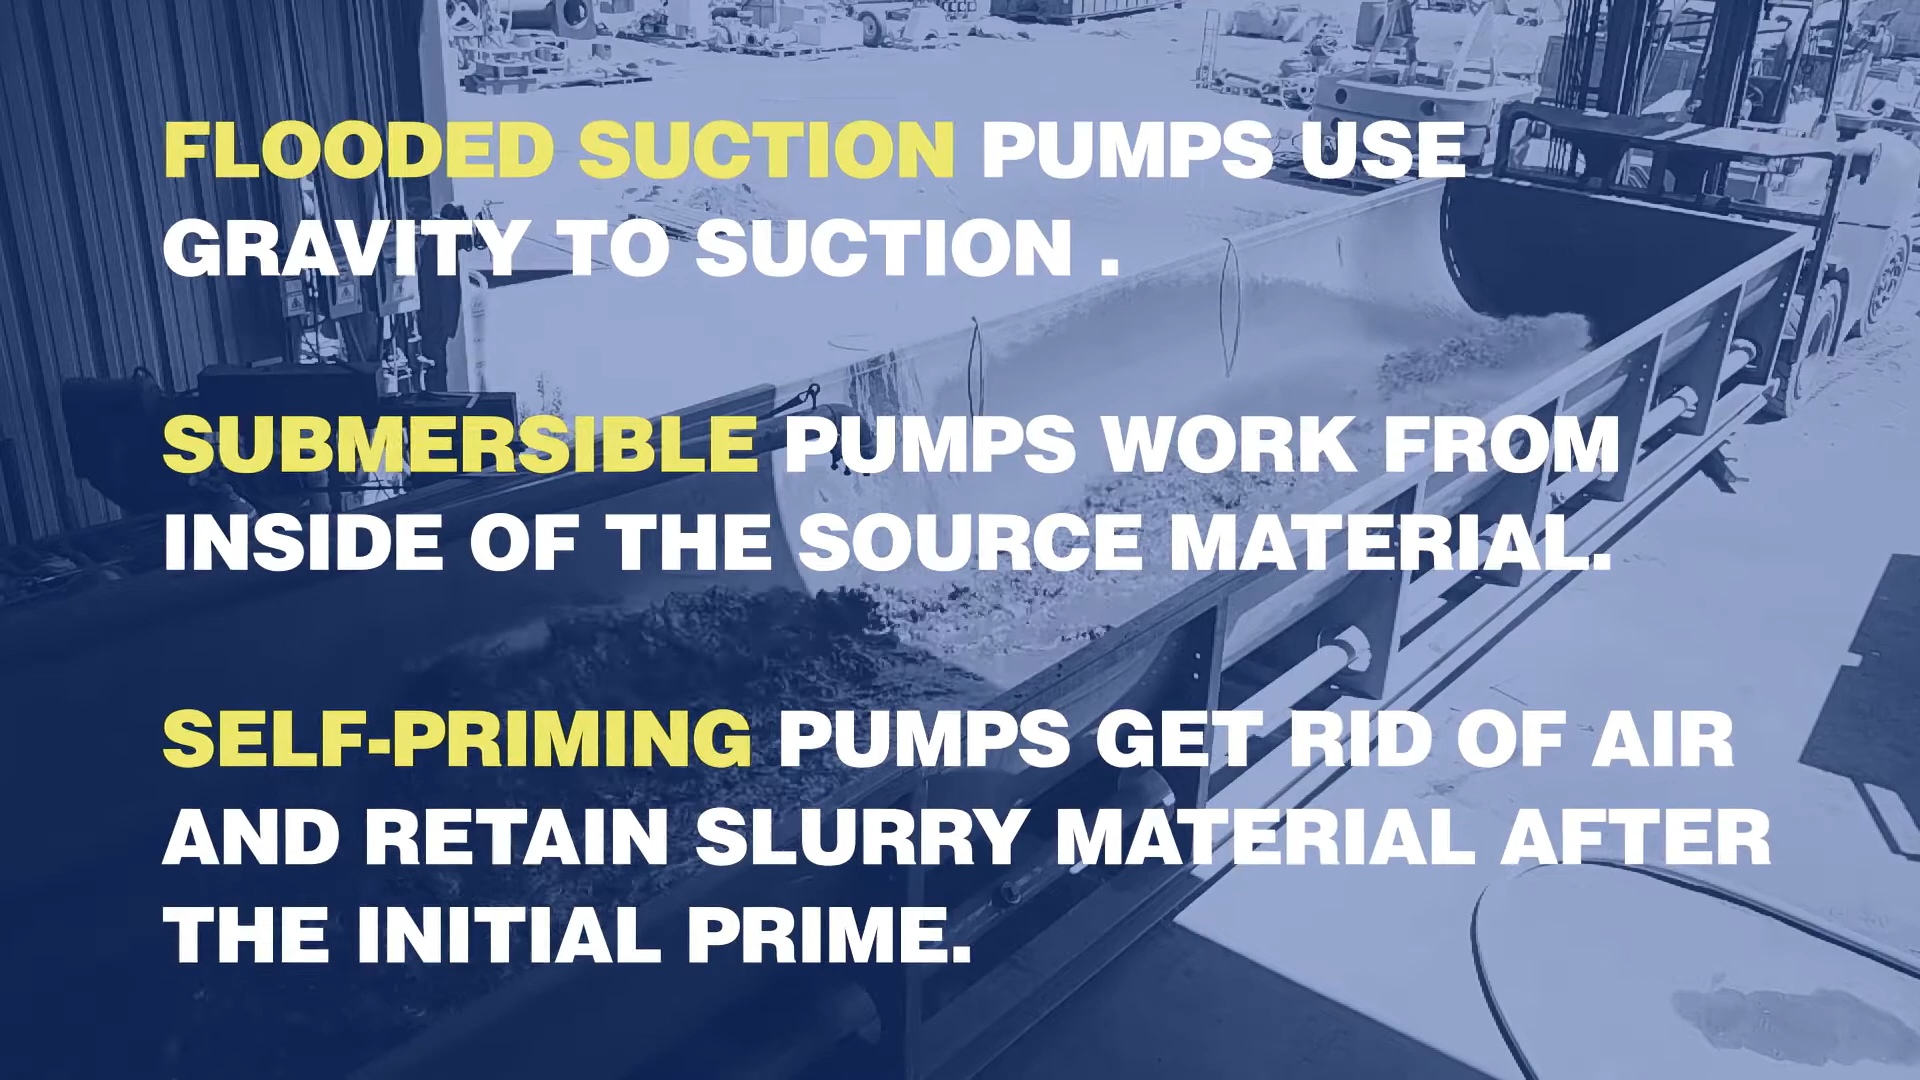 FLOODED SUCTION PUMPS USE
GRAVITY TO SUCTION .
SUBMERSIBLE PUMPS WORK FROM
INSIDE OF THE SOURCE MATERIAL.
SELF-PRIMING PUMPS GET RID OF AIR
AND RETAIN SLURRY MATERIAL AFTER
THE INITIAL PRIME.